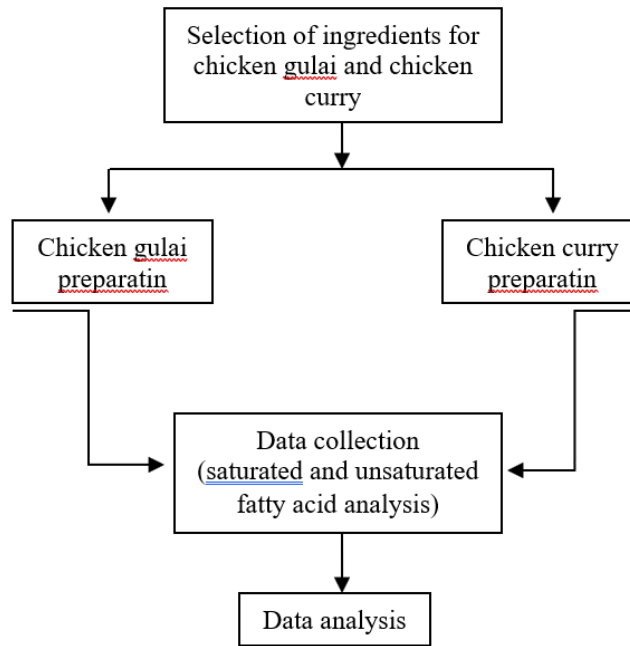 Selection of ingredients for
chicken gulai and chicken
curry
Chicken gulai
preparatin
Chicken curry
preparatin
Data collection
(saturated and unsaturated
fatty acid analysis)
Data analysis